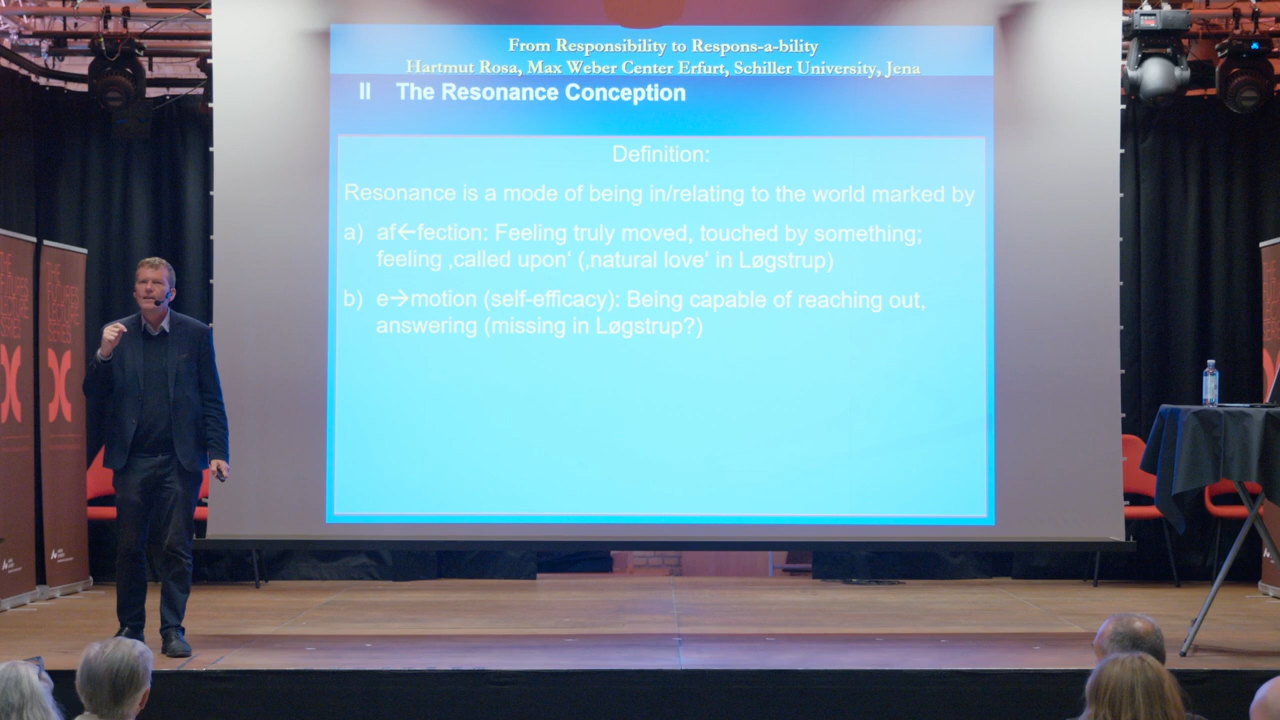 From Responsibility to Respons-a-bility
Hartmut Rosa, Max Weber Center Erfurt, Schiller University, Jena
II The Resonance Conception
Definition:
Resonance is a mode of being in/relating to the world marked by
a) af←fection: Feeling truly moved, touched by something;
feeling ‚called upon‘ (‚natural love‘ in Løgstrup)
b) e→motion (self-efficacy): Being capable of reaching out,
answering (missing in Løgstrup?)